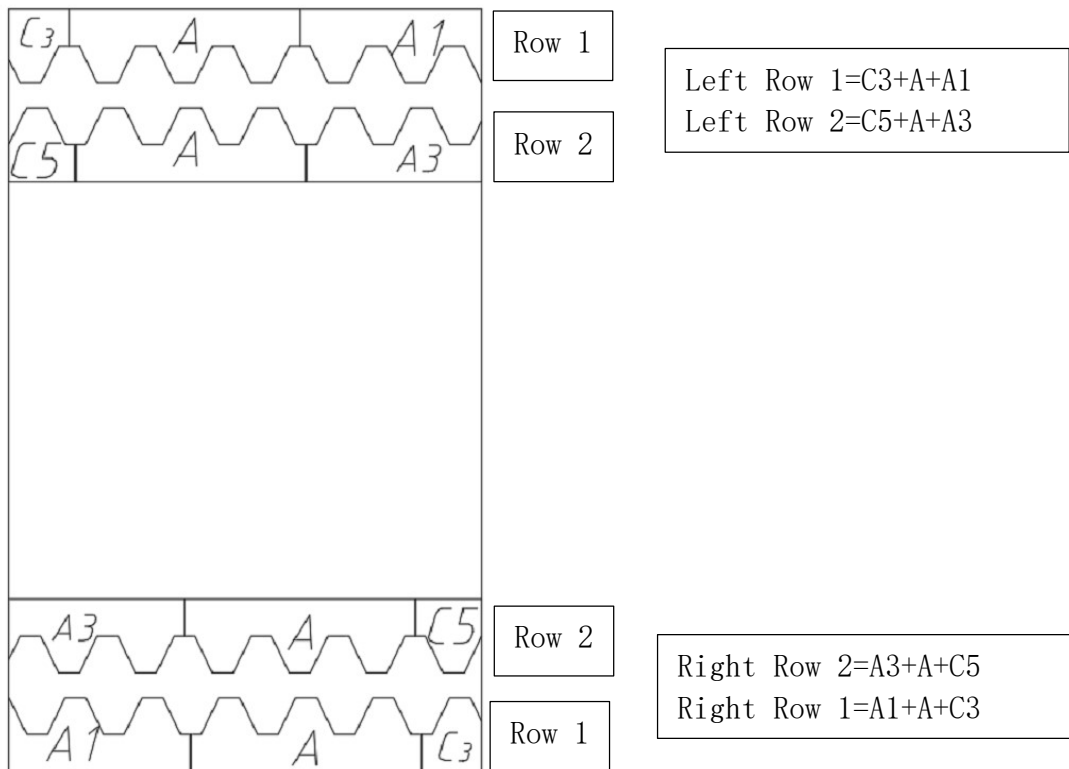 C3 A A1
Row 1
C5 A A3
Row 2
Left Row 1=C3+A+A1
Left Row 2=C5+A+A3
A3 A C5
Row 2
A1 A C3
Row 1
Right Row 2=A3+A+C5
Right Row 1=A1+A+C3